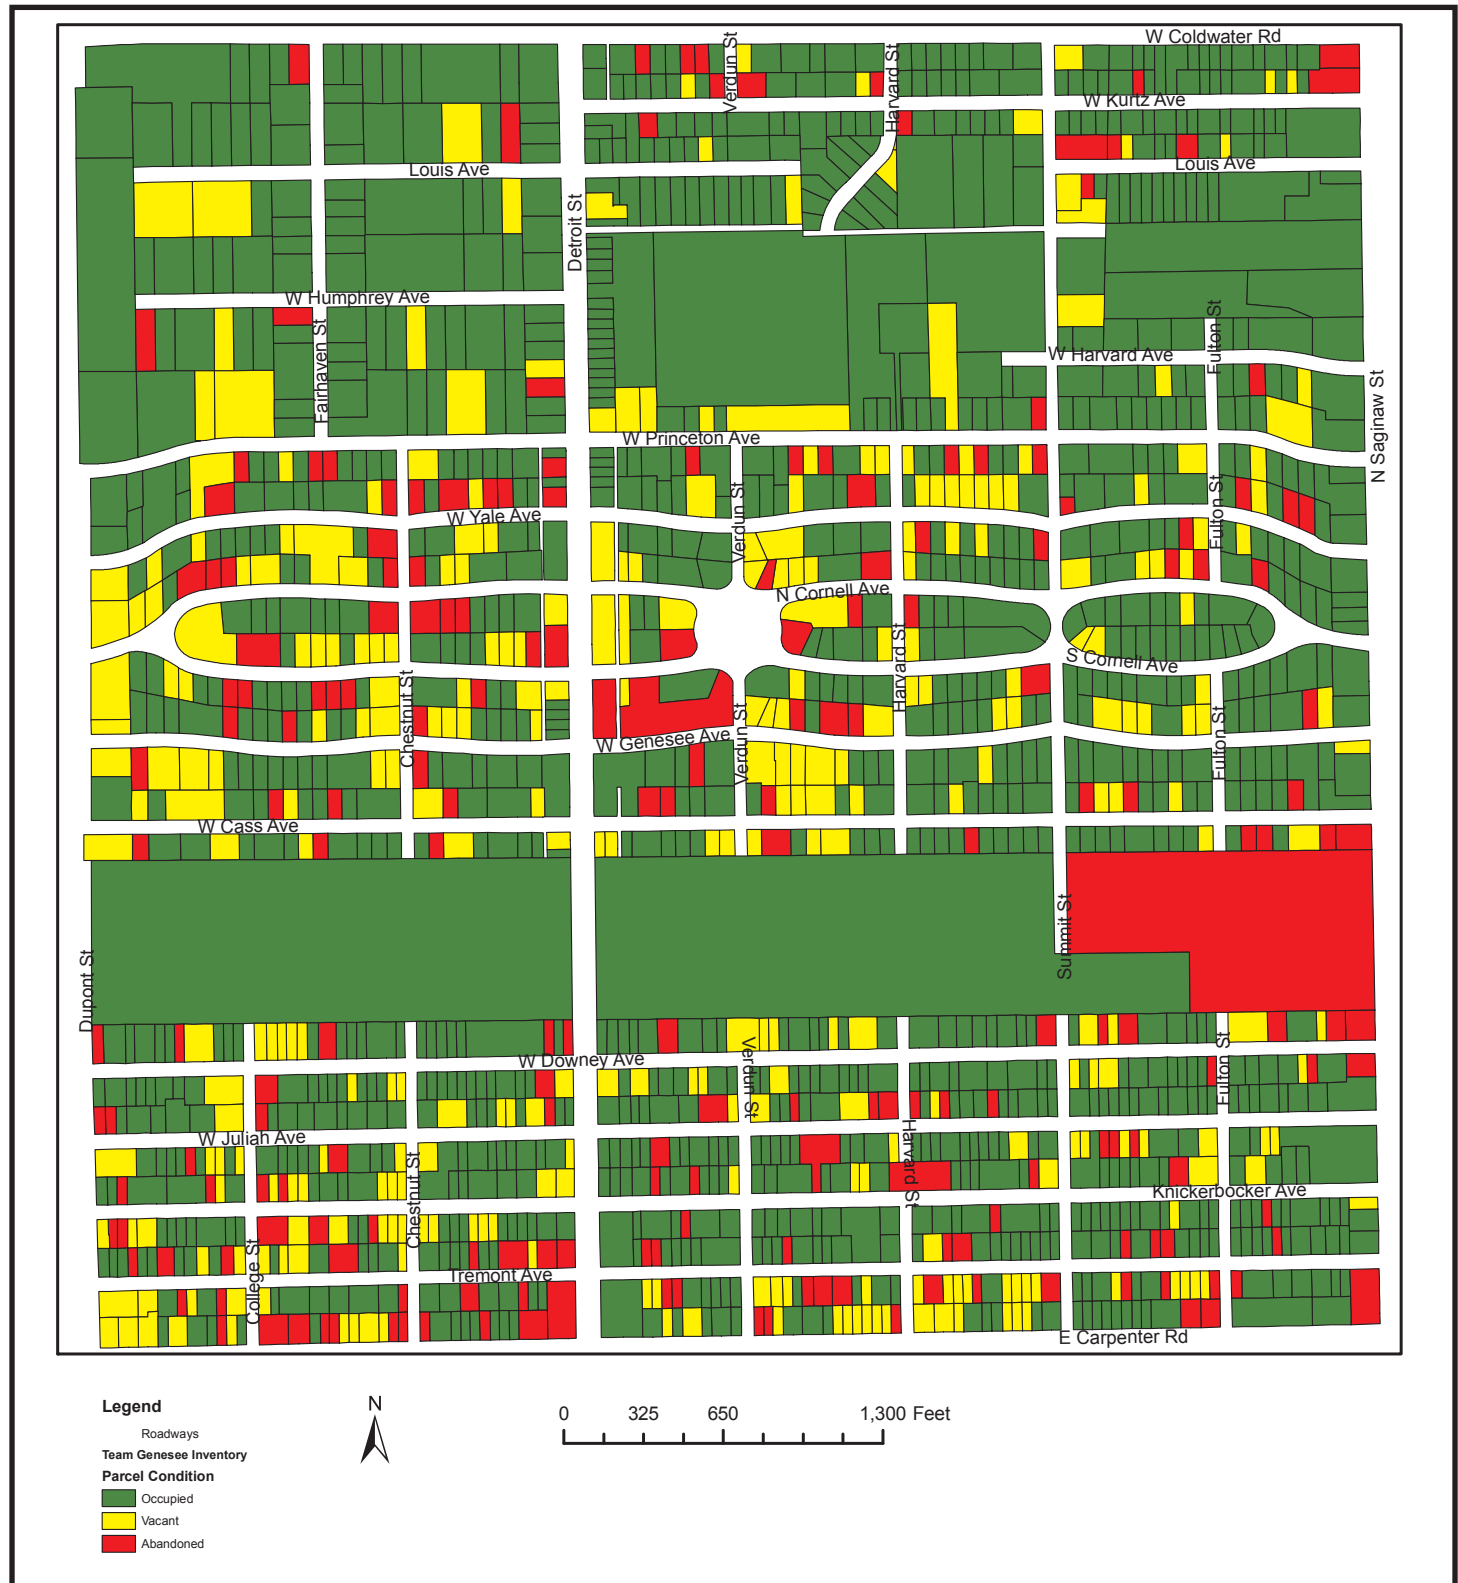 W Coldwater Rd
Verdun St
Harvard St
W Kurtz Ave
Louis Ave
Louis Ave
Detroit St
W Humphrey Ave
Fairhaven St
Fulton St
W Harvard Ave
N Saginaw St
W Princeton Ave
W Yale Ave
Verdun St
Fulton St
N Cornell Ave
Harvard St
S Cornell Ave
Chestnut St
W Genesee Ave
Verdun St
Fulton St
W Cass Ave
Dupont St
Summit St
W Downey Ave
Verdun St
Fulton St
W Juliah Ave
Chestnut St
Harvard St
Knickerbocker Ave
College St
Tremont Ave
E Carpenter Rd
Legend
Roadways
Team Genesee Inventory
Parcel Condition
Occupied
Vacant
Abandoned
N
0 325 650 1,300 Feet